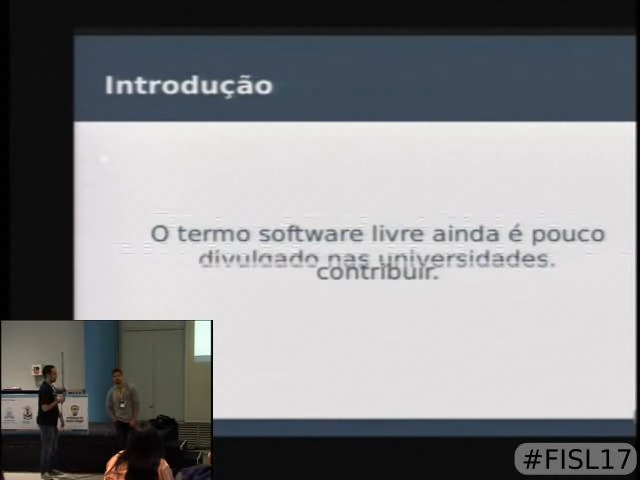 Introdução
O termo software livre ainda é pouco
divulgado nas universidades.
contribuir.
#FISL17